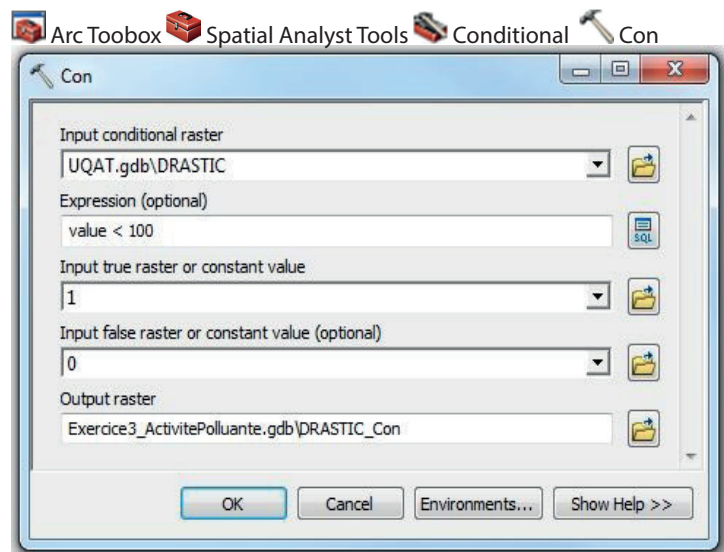 Arc Toobox Spatial Analyst Tools Conditional Con
Con
Input conditional raster
UQAT.gdb\DRASTIC
Expression (optional)
value < 100
SQL
Input true raster or constant value
1
Input false raster or constant value (optional)
0
Output raster
Exercice3_ActivitePolluante.gdb\DRASTIC_Con
OK Cancel Environments... Show Help >>